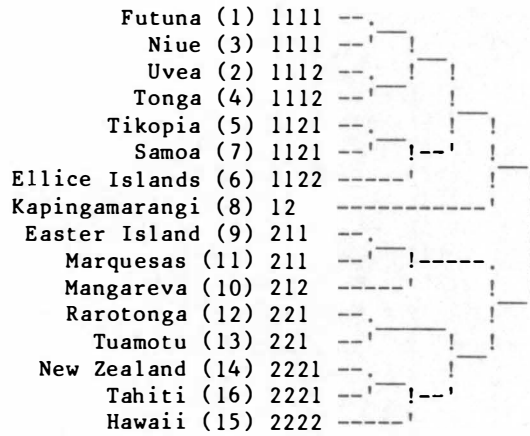 Futuna (1) 1111
Niue (3) 1111
Uvea (2) 1112
Tonga (4) 1112
Tikopia (5) 1121
Samoa (7) 1121
Ellice Islands (6) 1122
Kapingamarangi (8) 12
Easter Island (9) 211
Marquesas (11) 211
Mangareva (10) 212
Rarotonga (12) 221
Tuamotu (13) 221
New Zealand (14) 2221
Tahiti (16) 2221
Hawaii (15) 2222